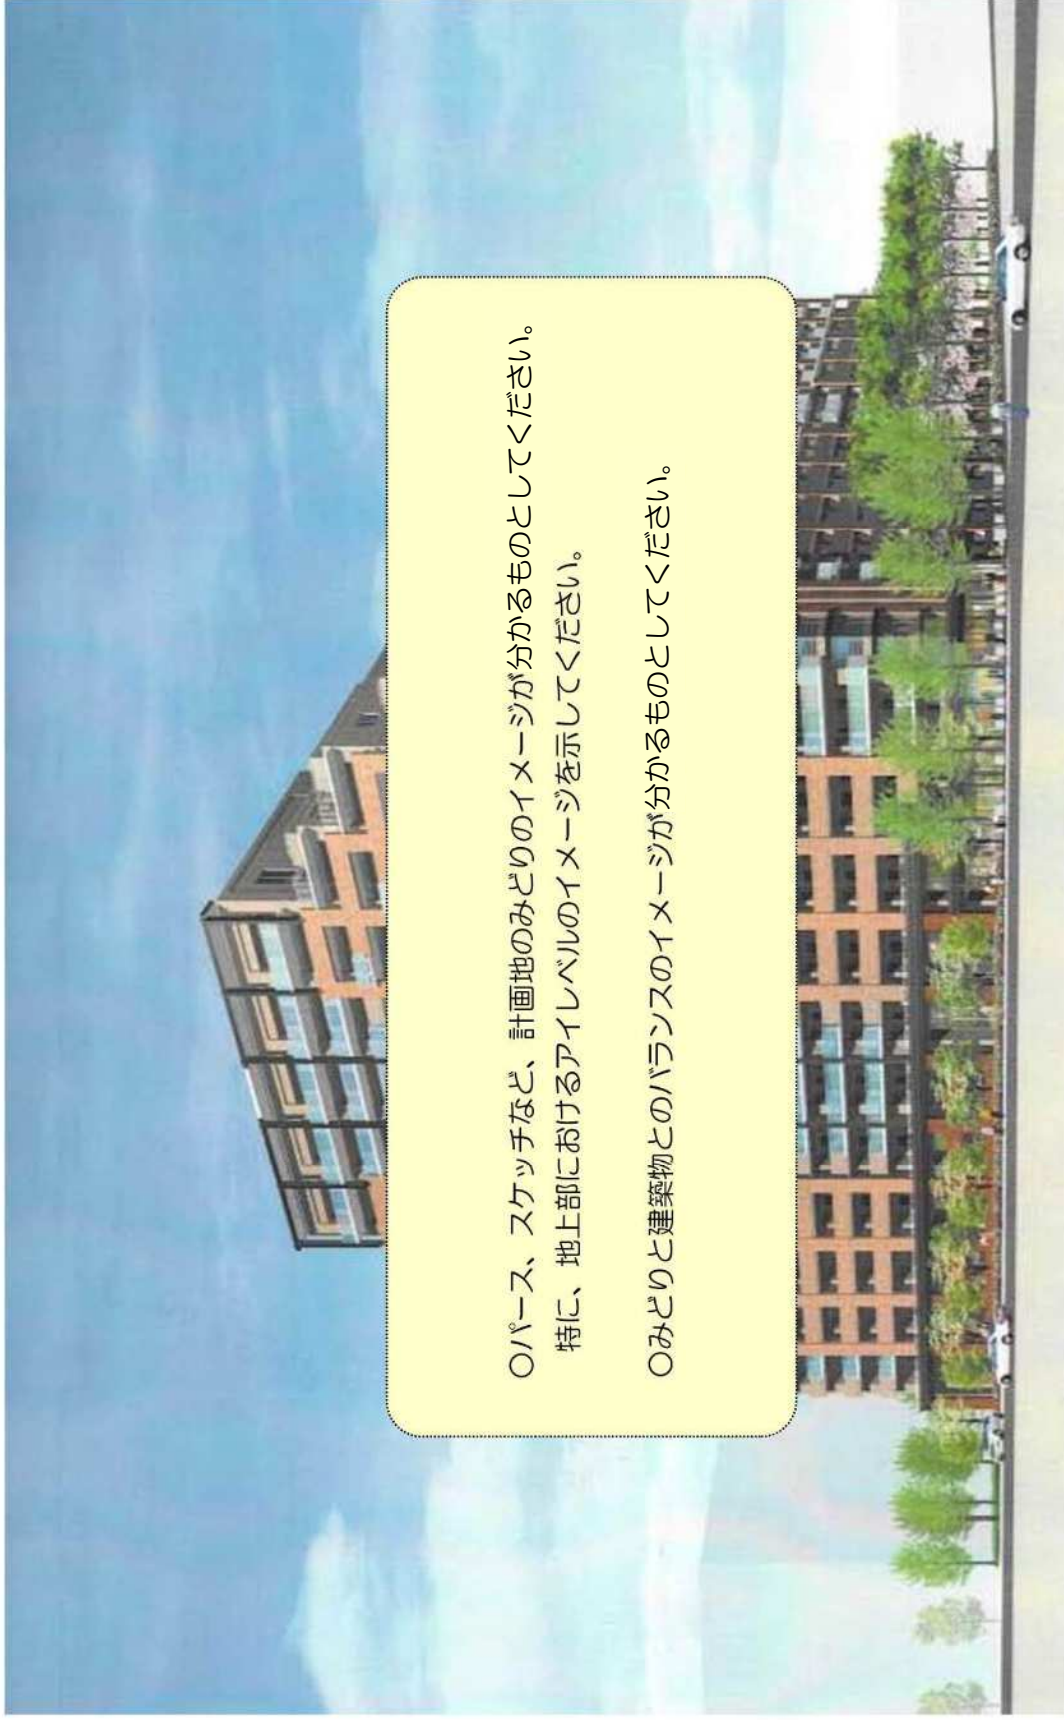 ○パース、スケッチなど、計画地のみどりのイメージが分かるものとしてください。
特に、地上部におけるアイレベルのイメージを示してください。
○みどりと建築物とのバランスのイメージが分かるものとしてください。